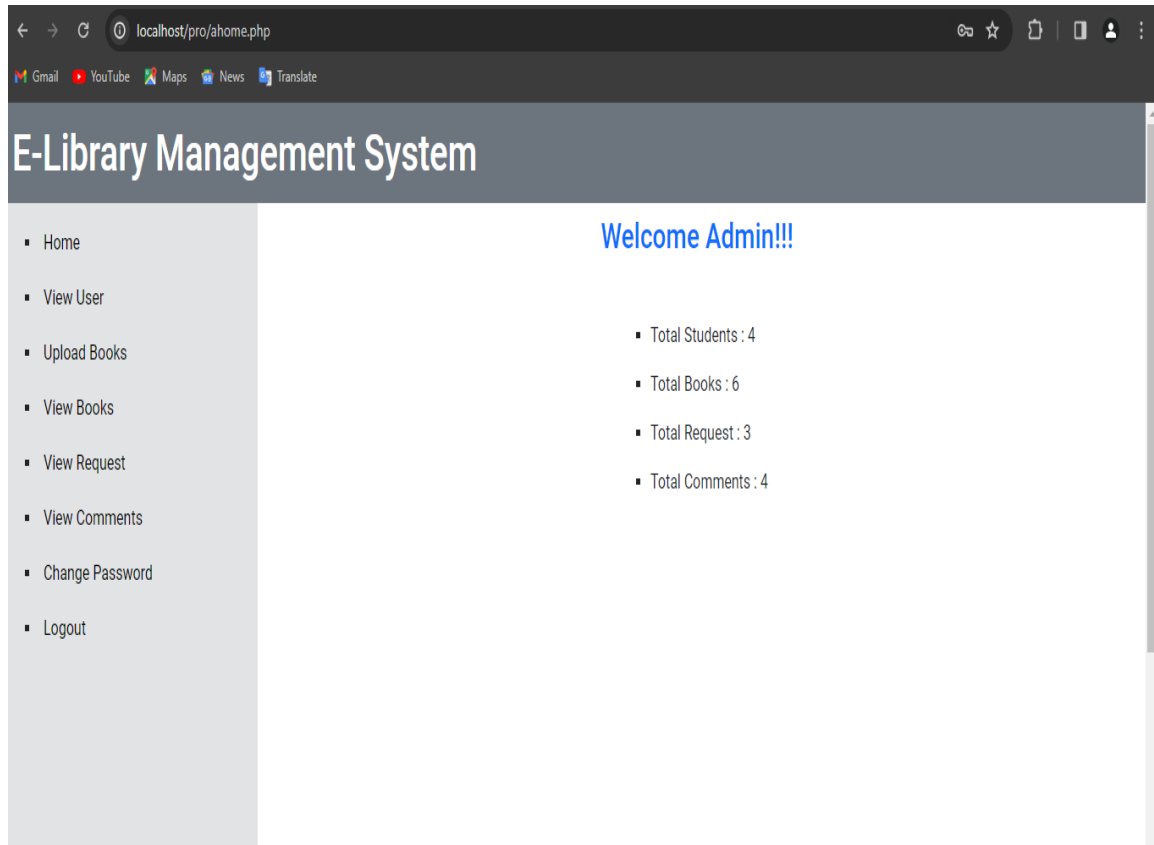 localhost/pro/ahome.php
Gmail YouTube Maps News Translate
E-Library Management System
Home
View User
Upload Books
View Books
View Request
View Comments
Change Password
Logout
Welcome Admin!!!
Total Students : 4
Total Books : 6
Total Request : 3
Total Comments : 4